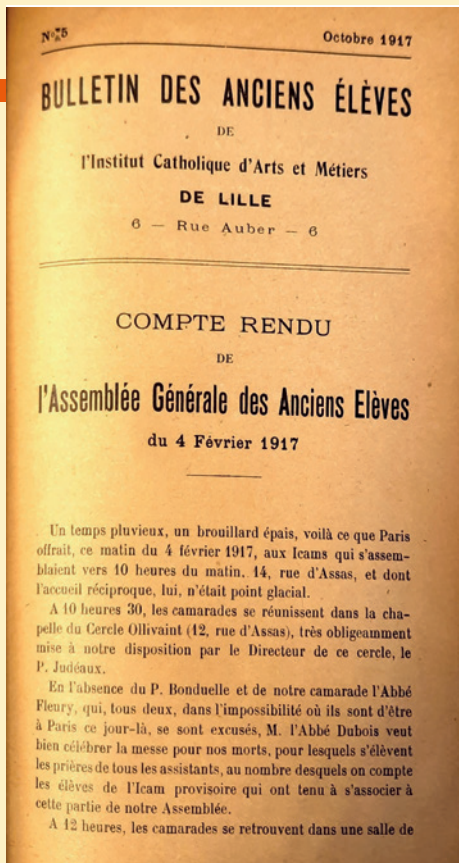 Octobre 1917
BULLETIN DES ANCIENS ÉLÈVES
DE
l'Institut Catholique d'Arts et Métiers
DE LILLE
6 — Rue Auber — 6
COMPTE RENDU
DE
l'Assemblée Générale des Anciens Elèves
du 4 Février 1917
Un temps pluvieux, un brouillard épais, voilà ce que Paris
offrait, ce matin du 4 février 1917, aux Icams qui s'assem-
blaient vers 10 heures du matin. 14, rue d'Assas, et dont
l'accueil réciproque, lui, n'était point glacial.
A 10 heures 30, les camarades se réunissent dans la cha-
pelle du Cercle Ollivaint (12, rue d'Assas), très obligeamment
mise à notre disposition par le Directeur de ce cercle, le
P. Judéaux.
En l'absence du P. Bonduelle et de notre camarade l'Abbé
Fleury, qui, tous deux, dans l'impossibilité où ils sont d'être
à Paris ce jour-là, se sont excusés, M. l'Abbé Dubois veut
bien célébrer la messe pour nos morts, pour lesquels s'élèvent
les prières de tous les assistants, au nombre desquels on compte
les élèves de l'Icam provisoire qui ont tenu à s'associer à
cette partie de notre Assemblée.
A 12 heures, les camarades se retrouvent dans une salle de